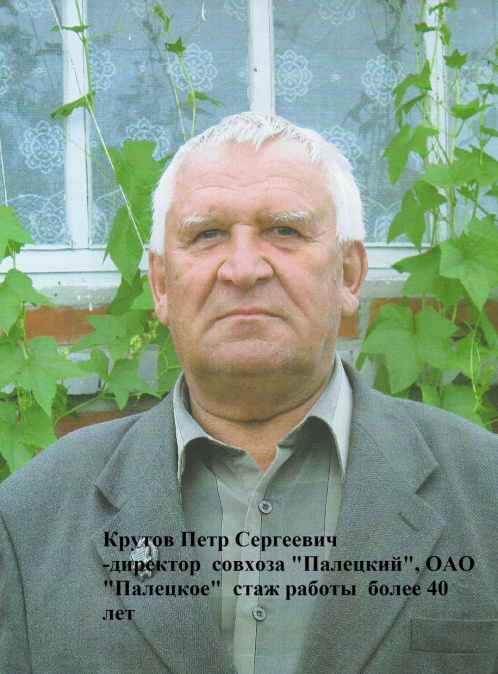 Крутов Петр Сергеевич
-директор совхоза "Палецкий", ОАО
"Палецкое" стаж работы более 40
лет